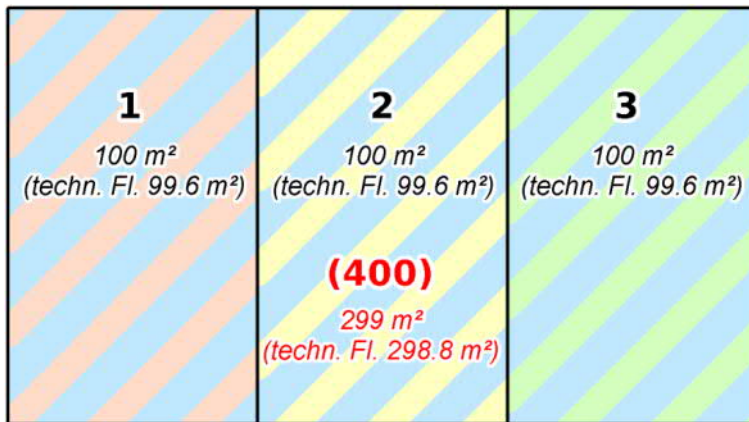 1
100 m²
(techn. Fl. 99.6 m²)
2
100 m²
(techn. Fl. 99.6 m²)
(400)
299 m²
(techn. Fl. 298.8 m²)
3
100 m²
(techn. Fl. 99.6 m²)